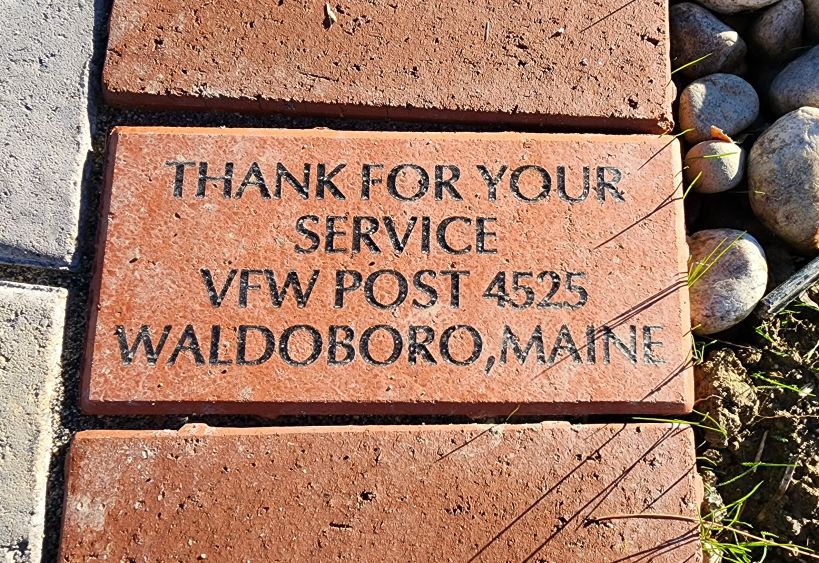 THANK FOR YOUR
SERVICE
VFW POST 4525
WALDOBORO,MAINE